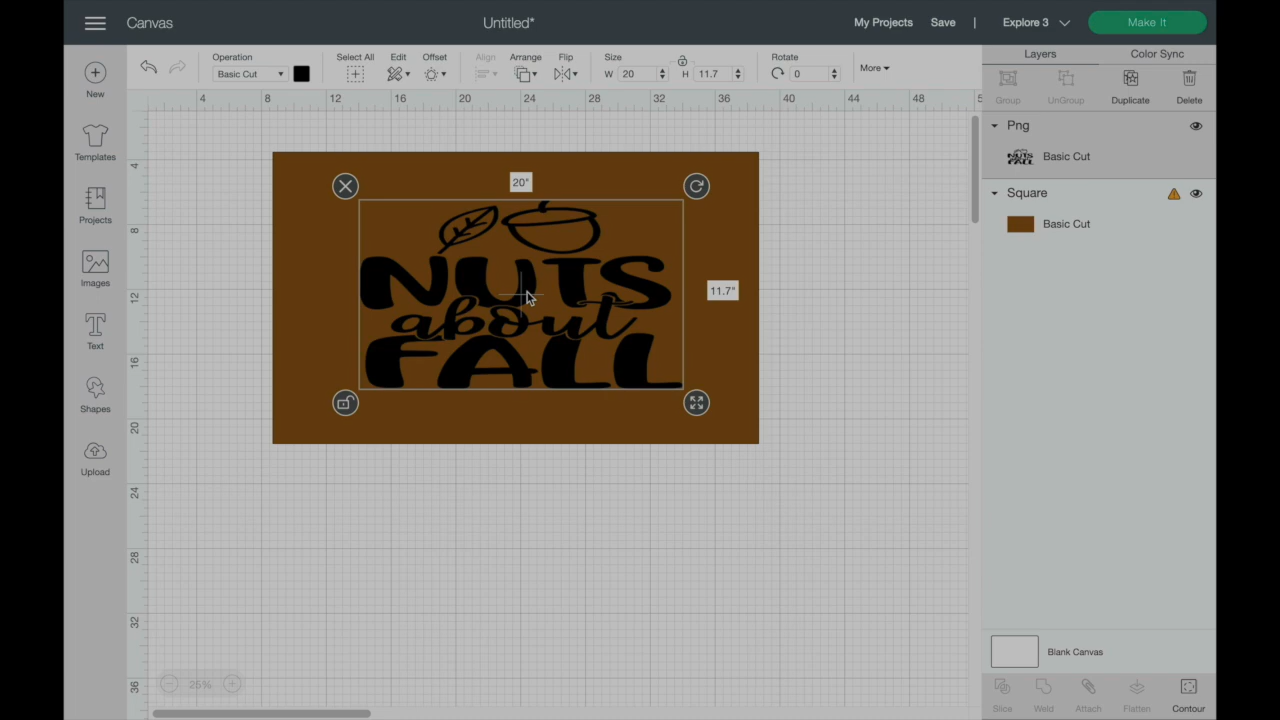 Canvas
Untitled*
My Projects
Save
|
Explore 3
Make It
New
Templates
Projects
Images
Text
Shapes
Upload
Operation
Basic Cut
Select All
Edit
Offset
Align
Arrange
Flip
Size
W 20
H 11.7
Rotate
0
More
4 8 12 16 20 24 28 32 36 40 44 48 5
4
8
12
16
20
24
28
32
36
20"
11.7"
NUTS
about
FALL
25%
Layers
Color Sync
Group
UnGroup
Duplicate
Delete
Png
NUTS
FALL
Basic Cut
Square
Basic Cut
Blank Canvas
Slice
Weld
Attach
Flatten
Contour